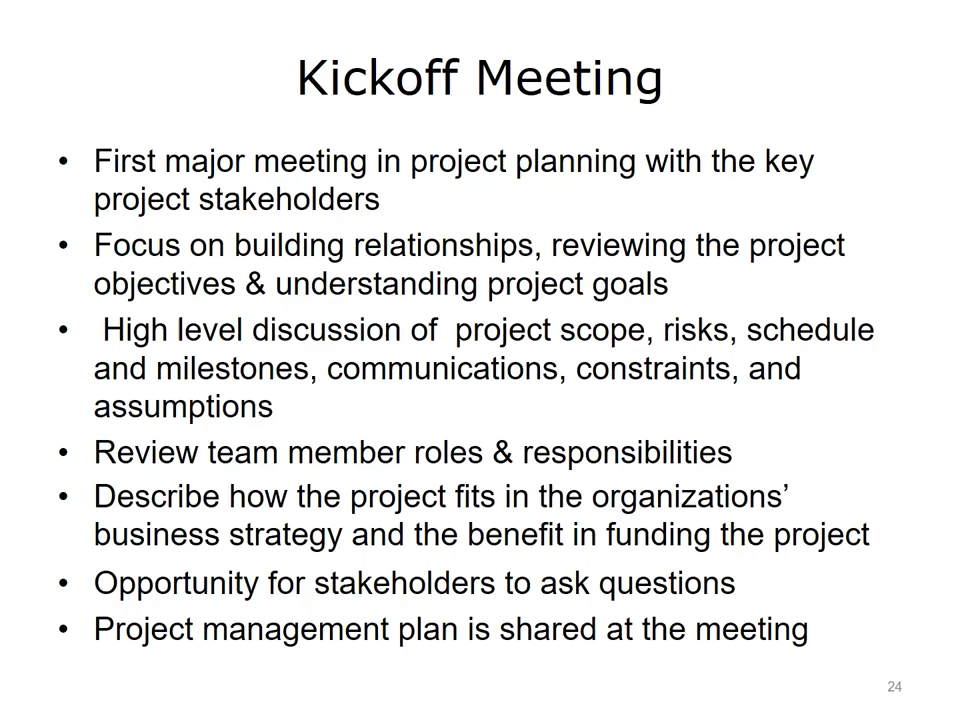 Kickoff Meeting
• First major meeting in project planning with the key
project stakeholders
• Focus on building relationships, reviewing the project
objectives & understanding project goals
•  High level discussion of  project scope, risks, schedule
and milestones, communications, constraints, and
assumptions
• Review team member roles & responsibilities
• Describe how the project fits in the organizations’
business strategy and the benefit in funding the project
• Opportunity for stakeholders to ask questions
• Project management plan is shared at the meeting
24